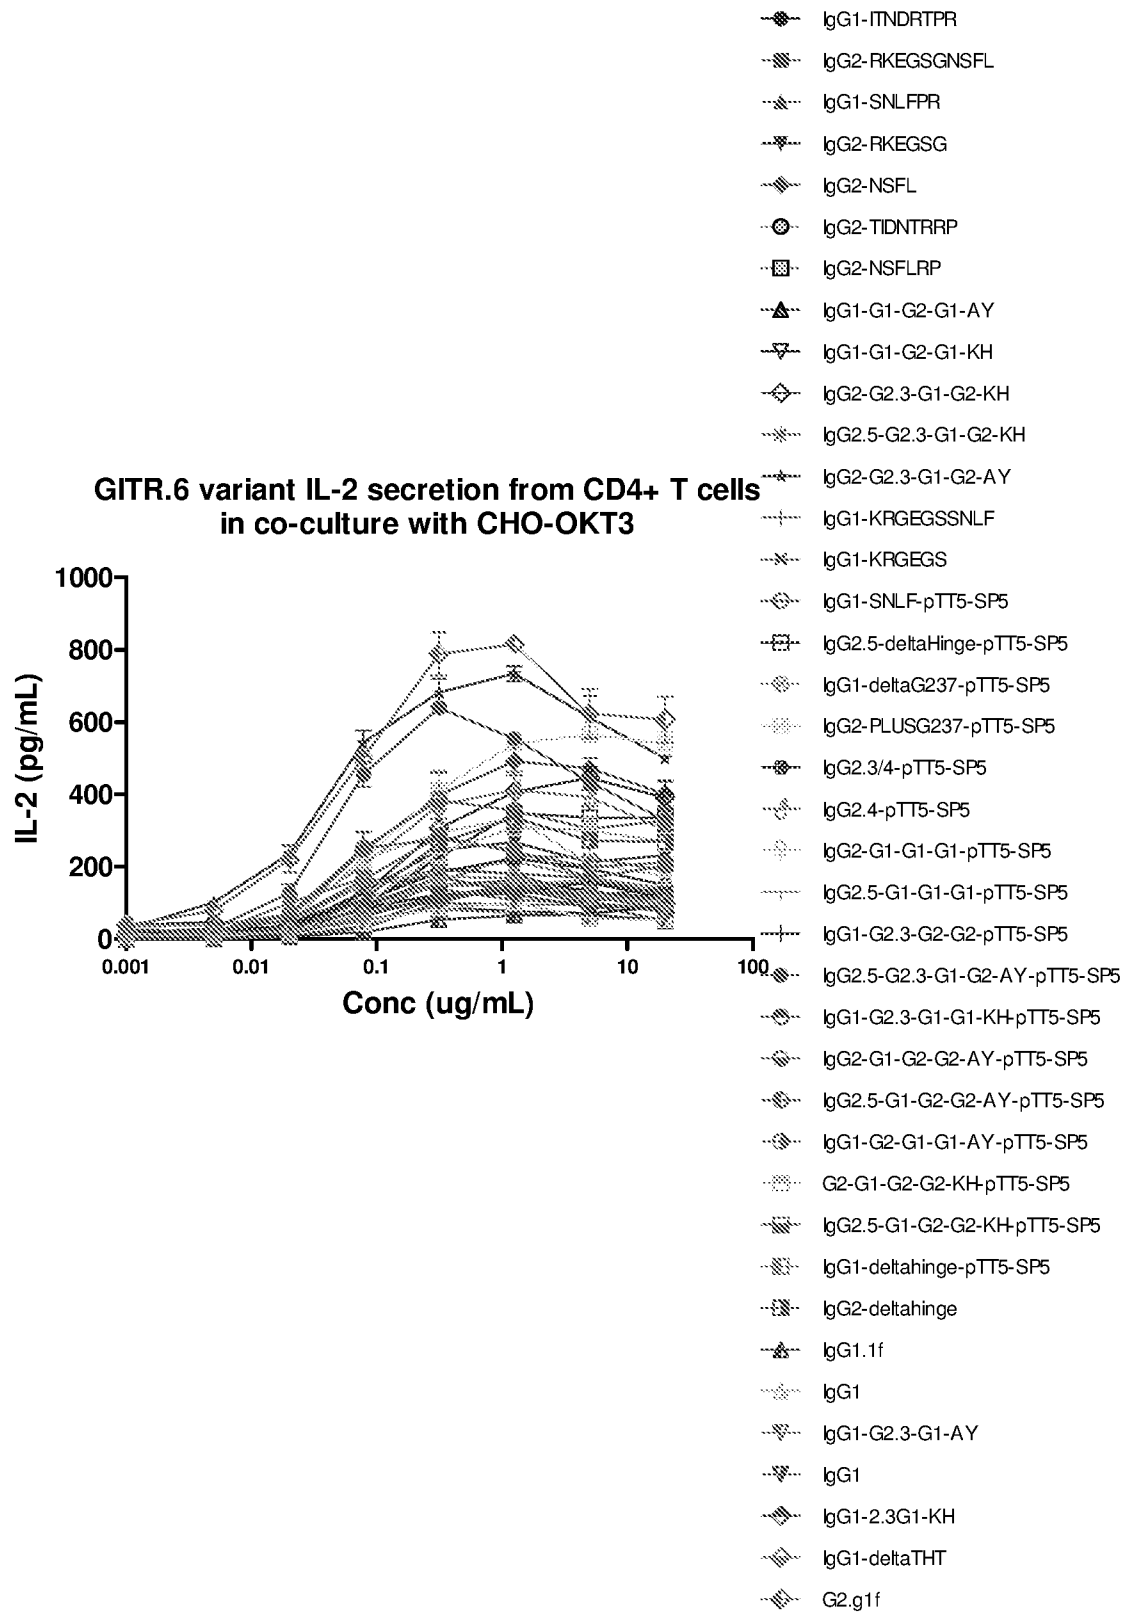 IgG1-ITNDRTPR
IgG2-RKEGSGNSFL
IgG1-SNLFPR
IgG2-RKEGSG
IgG2-NSFL
IgG2-TIDNTRRP
IgG2-NSFLRP
IgG1-G1-G2-G1-AY
IgG1-G1-G2-G1-KH
IgG2-G2.3-G1-G2-KH
IgG2.5-G2.3-G1-G2-KH
IgG2-G2.3-G1-G2-AY
IgG1-KRGEGSSNLF
IgG1-KRGEGS
IgG1-SNLF-pTT5-SP5
IgG2.5-deltaHinge-pTT5-SP5
IgG1-deltaG237-pTT5-SP5
IgG2-PLUSG237-pTT5-SP5
IgG2.3/4-pTT5-SP5
IgG2.4-pTT5-SP5
IgG2-G1-G1-G1-pTT5-SP5
IgG2.5-G1-G1-G1-pTT5-SP5
IgG1-G2.3-G2-G2-pTT5-SP5
IgG2.5-G2.3-G1-G2-AY-pTT5-SP5
IgG1-G2.3-G1-G1-KH-pTT5-SP5
IgG2-G1-G2-G2-AY-pTT5-SP5
IgG2.5-G1-G2-G2-AY-pTT5-SP5
IgG1-G2-G1-G1-AY-pTT5-SP5
G2-G1-G2-G2-KH-pTT5-SP5
IgG2.5-G1-G2-G2-KH-pTT5-SP5
IgG1-deltahinge-pTT5-SP5
IgG2-deltahinge
IgG1.1f
IgG1
IgG1-G2.3-G1-AY
IgG1
IgG1-2.3G1-KH
IgG1-deltaTHT
G2.g1f
GITR.6 variant IL-2 secretion from CD4+ T cells
in co-culture with CHO-OKT3
IL-2 (pg/mL)
1000
800
600
400
200
0
0.001 0.01 0.1 1 10 100
Conc (ug/mL)